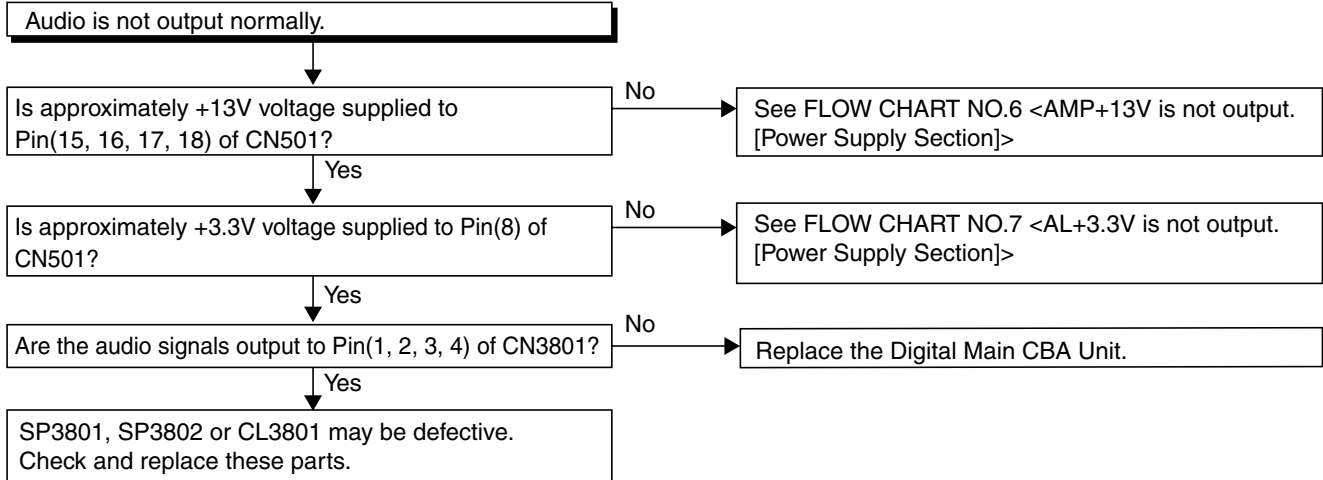 Audio is not output normally.
Is approximately +13V voltage supplied to
Pin(15, 16, 17, 18) of CN501?
No
See FLOW CHART NO.6 <AMP+13V is not output.
[Power Supply Section]>
Yes
Is approximately +3.3V voltage supplied to Pin(8) of
CN501?
No
See FLOW CHART NO.7 <AL+3.3V is not output.
[Power Supply Section]>
Yes
Are the audio signals output to Pin(1, 2, 3, 4) of CN3801?
No
Replace the Digital Main CBA Unit.
Yes
SP3801, SP3802 or CL3801 may be defective.
Check and replace these parts.